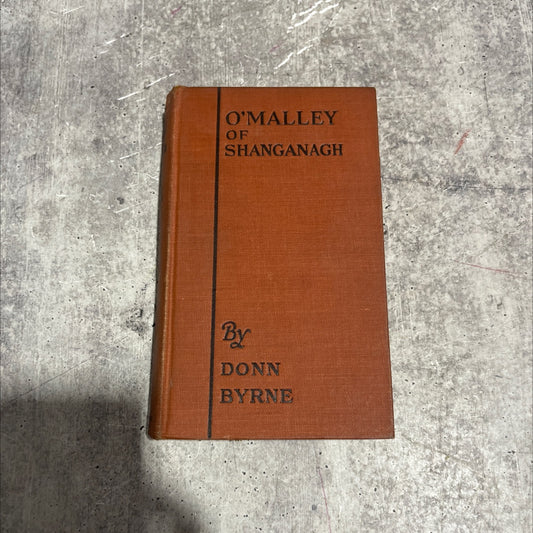 O'MALLEY
OF
SHANGANAGH
By
DONN
BYRNE